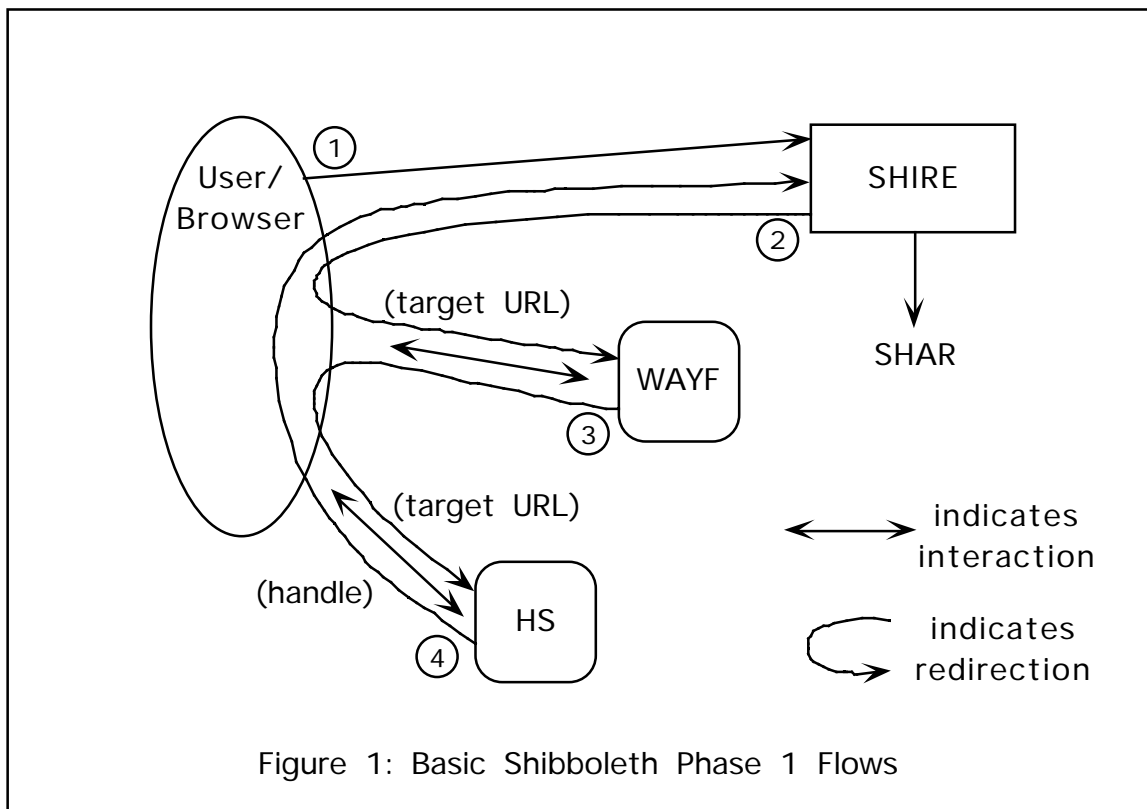 1
User/
Browser
SHIRE
2
(target URL)
SHAR
WAYF
3
(target URL)
indicates
interaction
(handle)
HS
4
indicates
redirection
Figure 1: Basic Shibboleth Phase 1 Flows